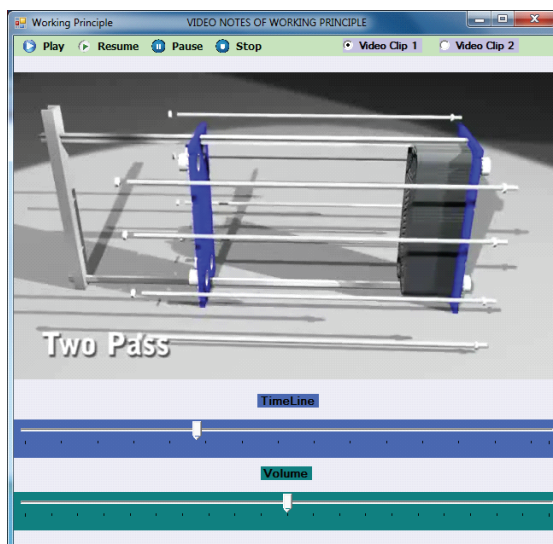 Working Principle VIDEO NOTES OF WORKING PRINCIPLE
Play Resume Pause Stop Video Clip 1 Video Clip 2
Two Pass
TimeLine
Volume